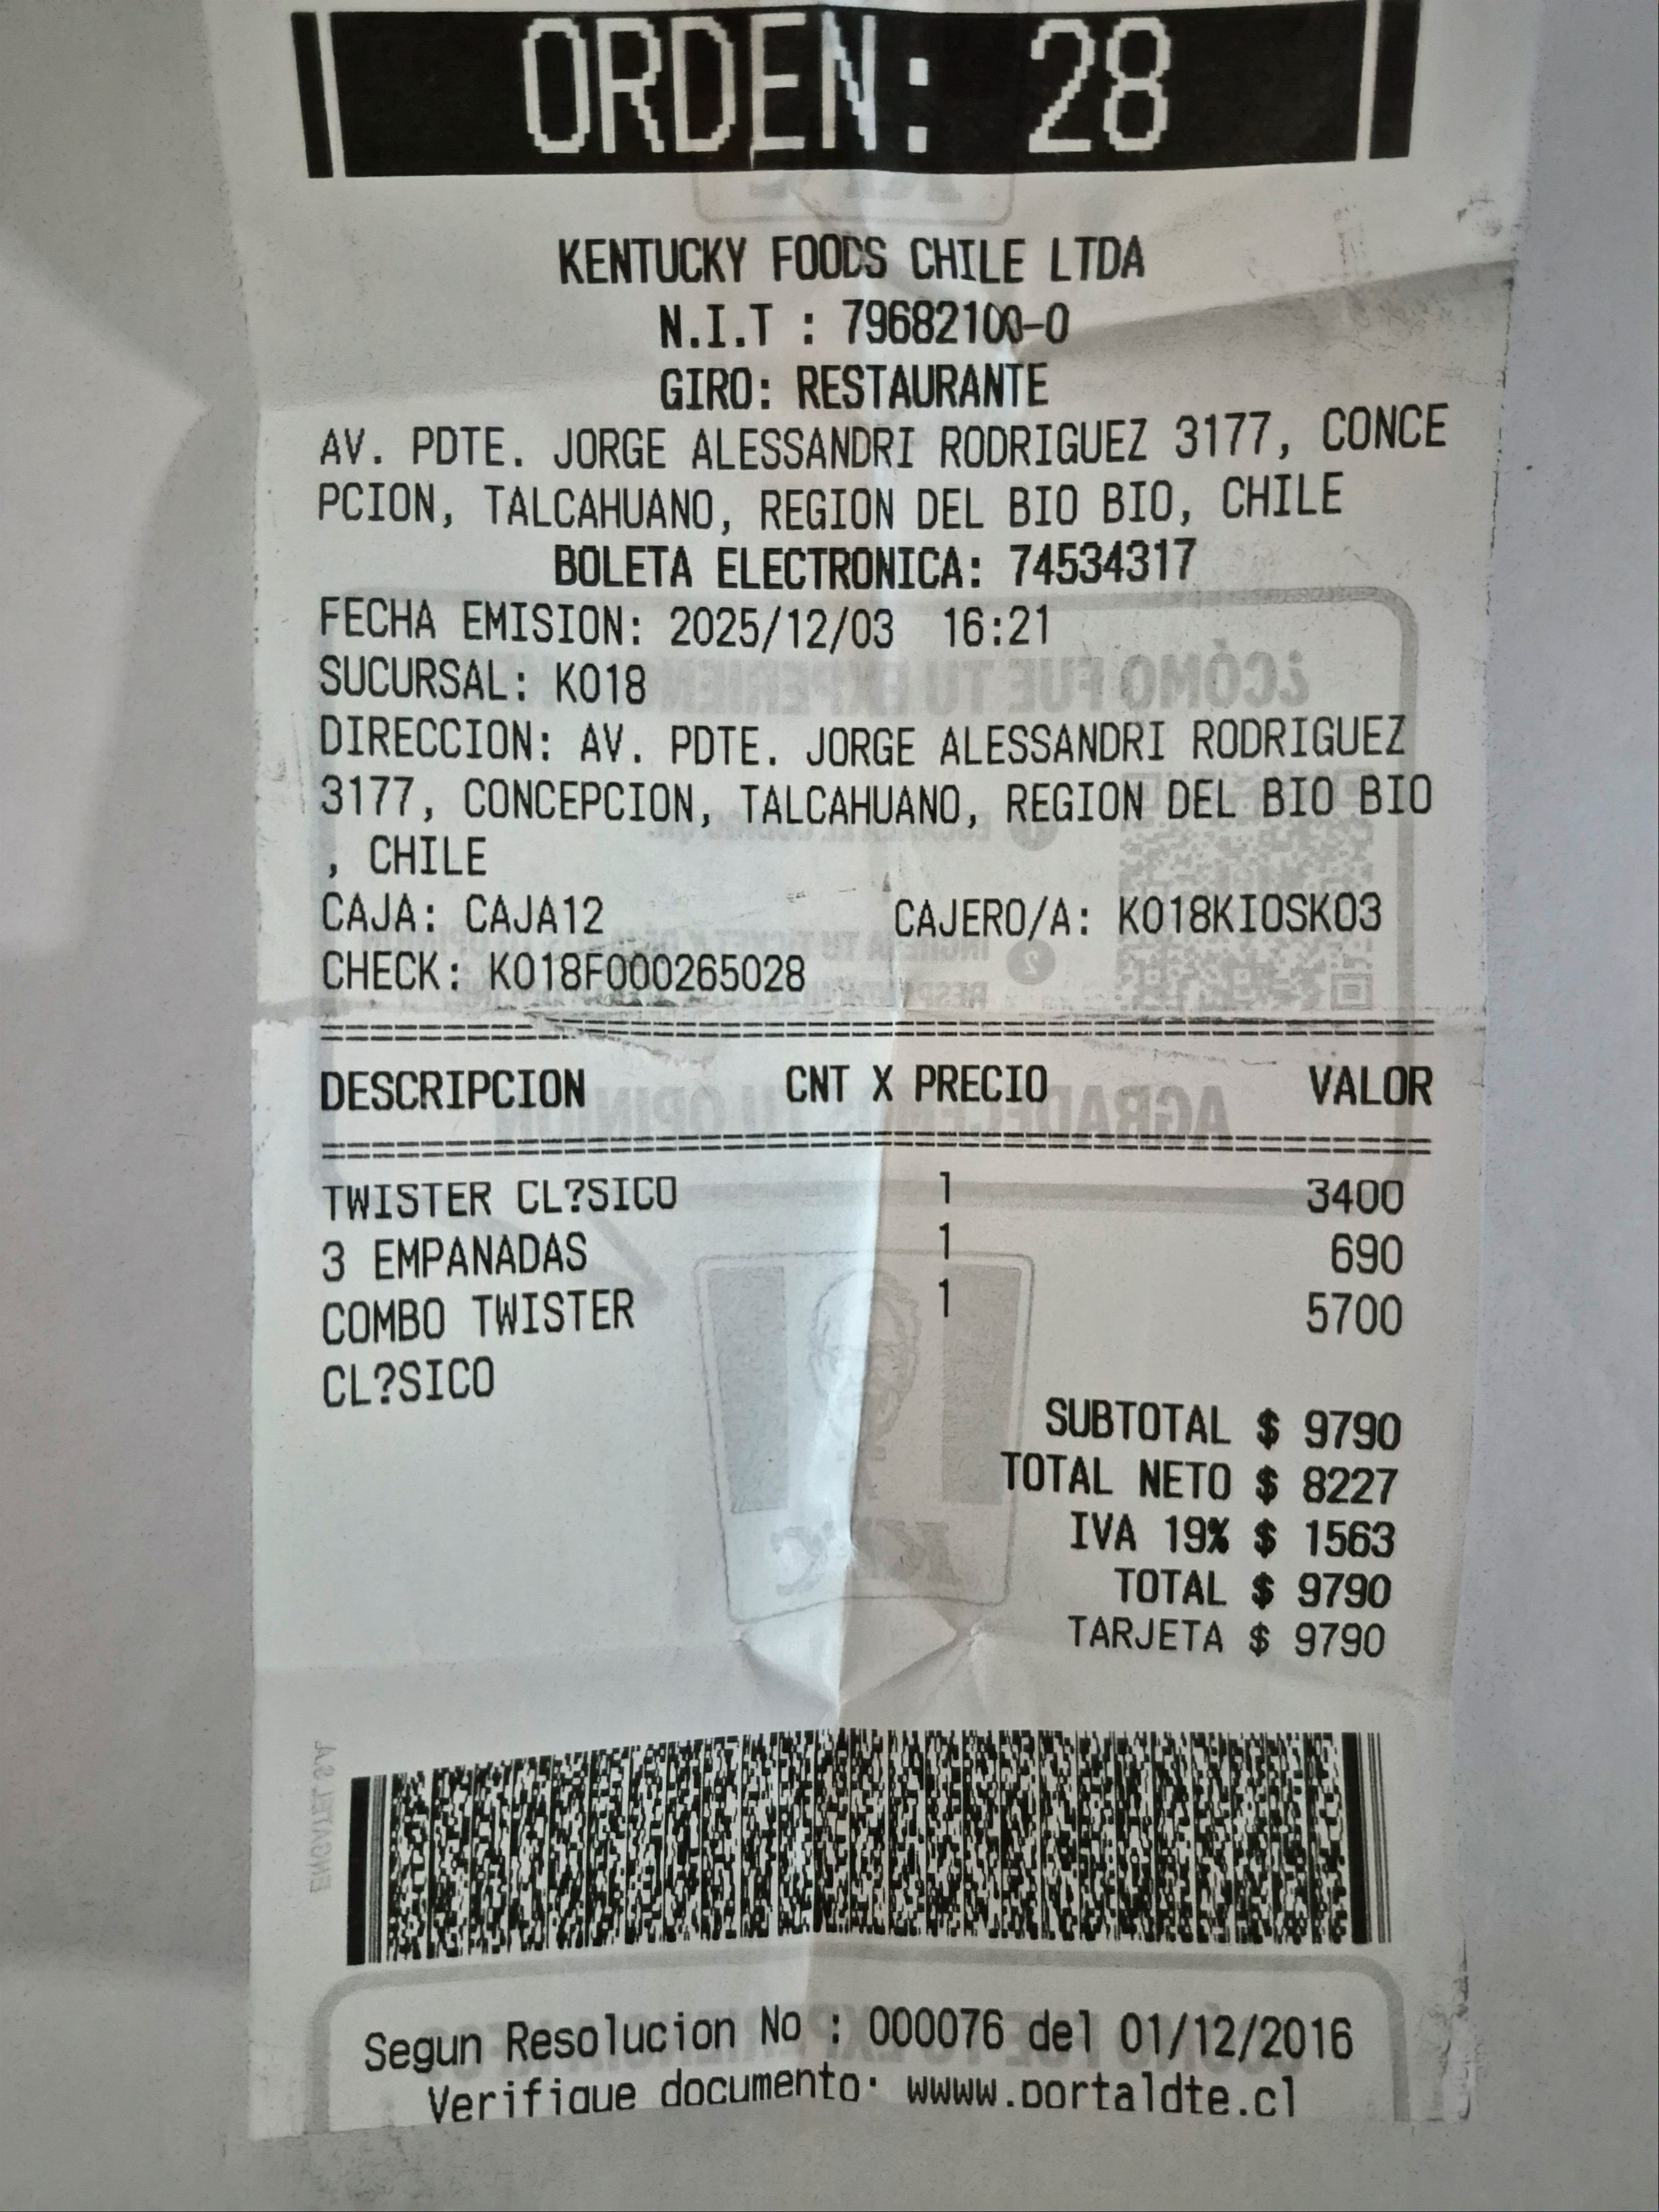 ORDEN: 28
KENTUCKY FOODS CHILE LTDA
N.I.T : 79682100-0
GIRO: RESTAURANTE
AV. PDTE. JORGE ALESSANDRI RODRIGUEZ 3177, CONCE
PCION, TALCAHUANO, REGION DEL BIO BIO, CHILE
BOLETA ELECTRONICA: 74534317
FECHA EMISION: 2025/12/03 16:21
SUCURSAL: K018
DIRECCION: AV. PDTE. JORGE ALESSANDRI RODRIGUEZ
3177, CONCEPCION, TALCAHUANO, REGION DEL BIO BIO
, CHILE
CAJA: CAJA12 CAJERO/A: K018KIOSK03
CHECK: K018F000265028
DESCRIPCION CNT X PRECIO VALOR
TWISTER CL?SICO 1 3400
3 EMPANADAS 1 690
COMBO TWISTER 1 5700
CL?SICO
SUBTOTAL $ 9790
TOTAL NETO $ 8227
IVA 19% $ 1563
TOTAL $ 9790
TARJETA $ 9790
Segun Resolucion No : 000076 del 01/12/2016
Verifique documento: wwww.portaldte.cl